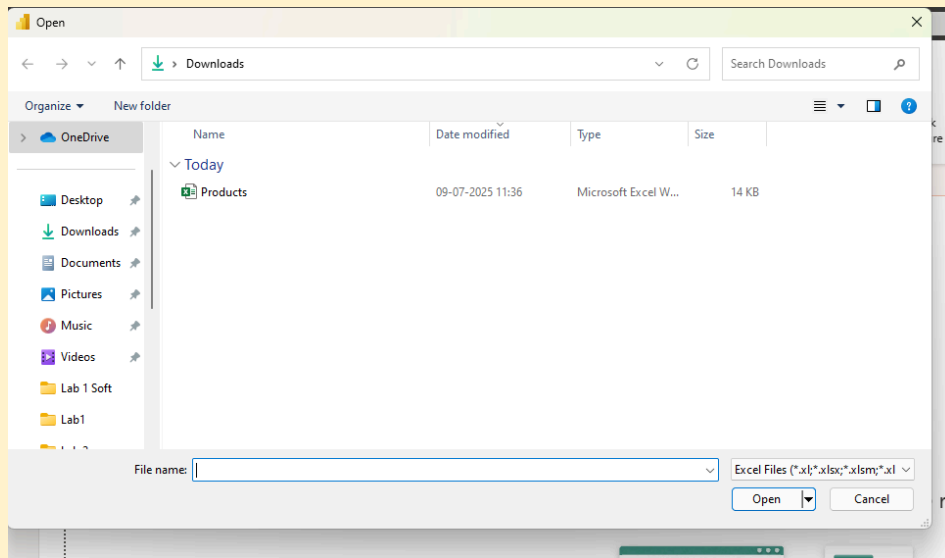 Open
Downloads
Search Downloads
Organize
New folder
OneDrive
Name
Date modified
Type
Size
Today
Products
09-07-2025 11:36
Microsoft Excel W...
14 KB
Desktop
Downloads
Documents
Pictures
Music
Videos
Lab 1 Soft
Lab1
File name:
Excel Files (*.xl;*.xlsx;*.xlsm;*.xl
Open
Cancel